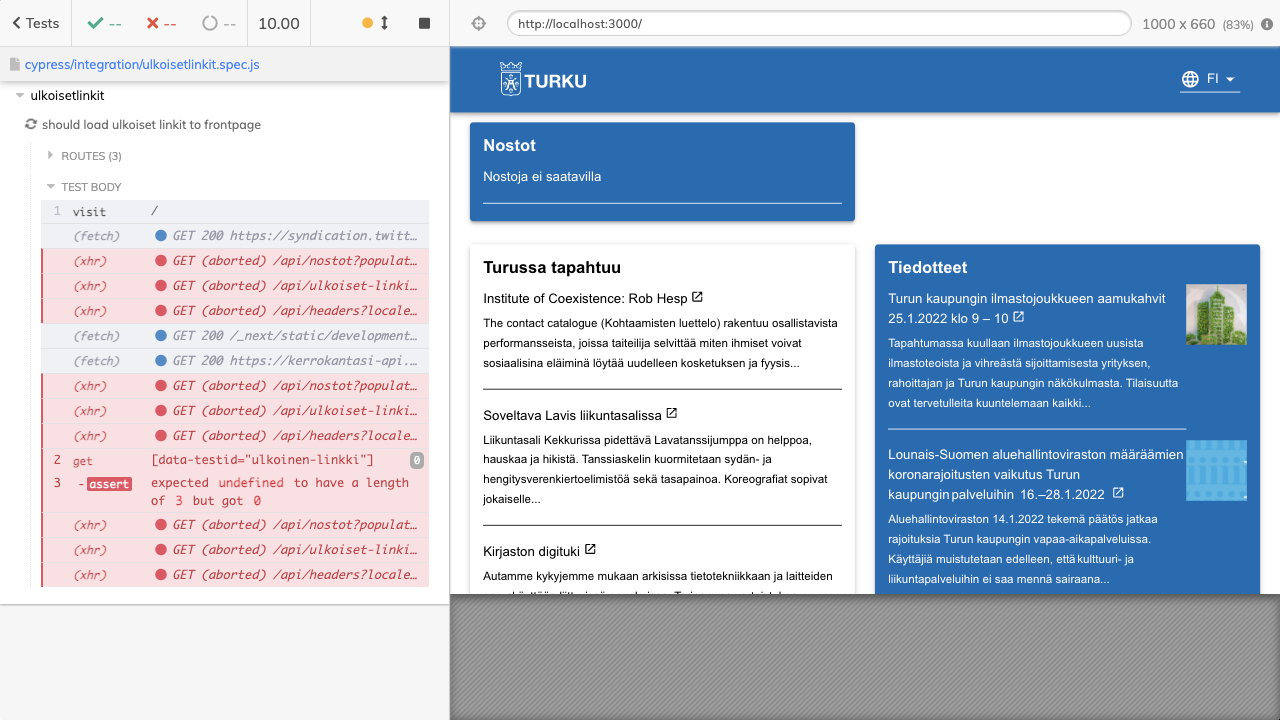 Tests
--
--
--
10.00
http://localhost:3000/
1000 x 660 (83%)
cypress/integration/ulkoisetlinkit.spec.js
ulkoisetlinkit
should load ulkoiset linkit to frontpage
ROUTES (3)
TEST BODY
1 visit /
(fetch) GET 200 https://syndication.twitt...
(xhr) GET (aborted) /api/nostot?populat...
(xhr) GET (aborted) /api/ulkoiset-linki...
(xhr) GET (aborted) /api/headers?locale...
(fetch) GET 200 /_next/static/development...
(fetch) GET 200 https://kerrokantasi-api...
(xhr) GET (aborted) /api/nostot?populat...
(xhr) GET (aborted) /api/ulkoiset-linki...
(xhr) GET (aborted) /api/headers?locale...
2 get [data-testid="ulkoinen-linkki"] 0
3 -assert expected undefined to have a length
of 3 but got 0
(xhr) GET (aborted) /api/nostot?populat...
(xhr) GET (aborted) /api/ulkoiset-linki...
(xhr) GET (aborted) /api/headers?locale...
TURKU
FI
Nostot
Nostoja ei saatavilla
Turussa tapahtuu
Institute of Coexistence: Rob Hesp
The contact catalogue (Kohtaamisten luettelo) rakentuu osallistavista
performansseista, joissa taiteilija selvittää miten ihmiset voivat
sosiaalisina eläiminä löytää uudelleen kosketuksen ja fyysis...
Soveltava Lavis liikuntasalissa
Liikuntasali Kekkurissa pidettävä Lavatanssijumppa on helppoa,
hauskaa ja hikistä. Tanssiaskelin kuormitetaan sydän- ja
hengitysverenkiertoelimistöä sekä tasapainoa. Koreografiat sopivat
jokaiselle...
Kirjaston digituki
Autamme kykyjemme mukaan arkisissa tietotekniikkaan ja laitteiden
Tiedotteet
Turun kaupungin ilmastojoukkueen aamukahvit
25.1.2022 klo 9 – 10
Tapahtumassa kuullaan ilmastojoukkueen uusista
ilmastoteoista ja vihreästä sijoittamisesta yrityksen,
rahoittajan ja Turun kaupungin näkökulmasta. Tilaisuutta
ovat tervetulleita kuuntelemaan kaikki...
Lounais-Suomen aluehallintoviraston määräämien
koronarajoitusten vaikutus Turun
kaupungin palveluihin 16.–28.1.2022
Aluehallintoviraston 14.1.2022 tekemä päätös jatkaa
rajoituksia Turun kaupungin vapaa-aikapalveluissa.
Käyttäjiä muistutetaan edelleen, että kulttuuri- ja
liikuntapalveluihin ei saa mennä sairaana...